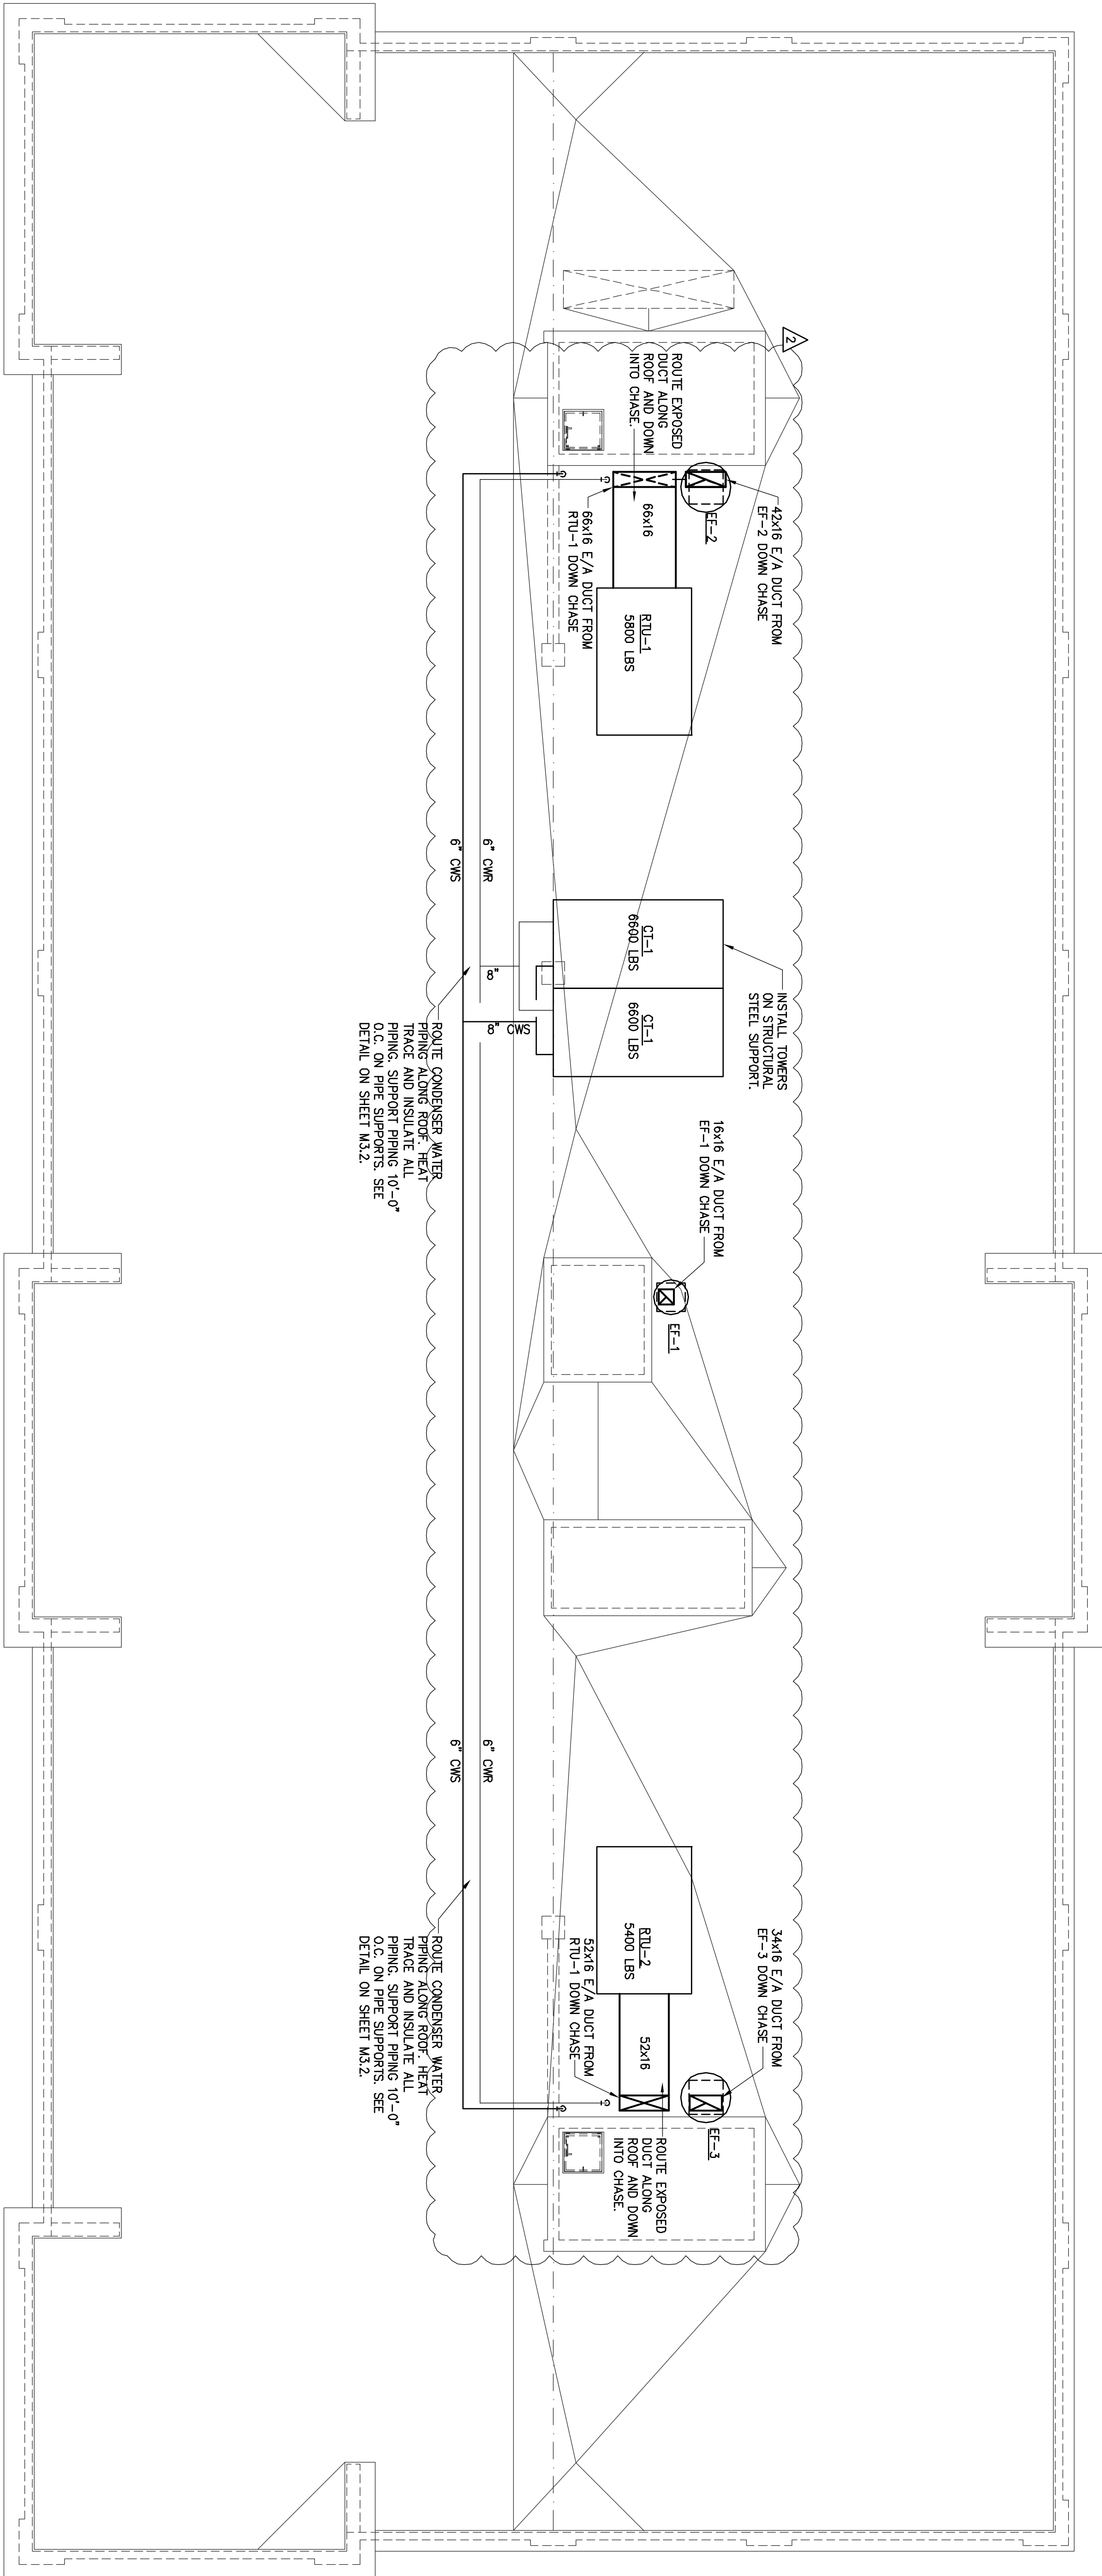 2
ROUTE EXPOSED
DUCT ALONG
ROOF AND DOWN
INTO CHASE.
42x16 E/A DUCT FROM
EF-2 DOWN CHASE
EF-2
66x16
66x16 E/A DUCT FROM
RTU-1 DOWN CHASE
RTU-1
5800 LBS
6" CWR
6" CWS
INSTALL TOWERS
ON STRUCTURAL
STEEL SUPPORT.
CT-1
6600 LBS
CT-1
6600 LBS
8"
8" CWS
ROUTE CONDENSER WATER
PIPING ALONG ROOF. HEAT
TRACE AND INSULATE ALL
PIPING. SUPPORT PIPING 10'-0"
O.C. ON PIPE SUPPORTS. SEE
DETAIL ON SHEET M3.2.
16x16 E/A DUCT FROM
EF-1 DOWN CHASE
EF-1
6" CWR
6" CWS
RTU-2
5400 LBS
34x16 E/A DUCT FROM
EF-3 DOWN CHASE
52x16 E/A DUCT FROM
RTU-1 DOWN CHASE
52x16
EF-3
ROUTE EXPOSED
DUCT ALONG
ROOF AND DOWN
INTO CHASE.
ROUTE CONDENSER WATER
PIPING ALONG ROOF. HEAT
TRACE AND INSULATE ALL
PIPING. SUPPORT PIPING 10'-0"
O.C. ON PIPE SUPPORTS. SEE
DETAIL ON SHEET M3.2.